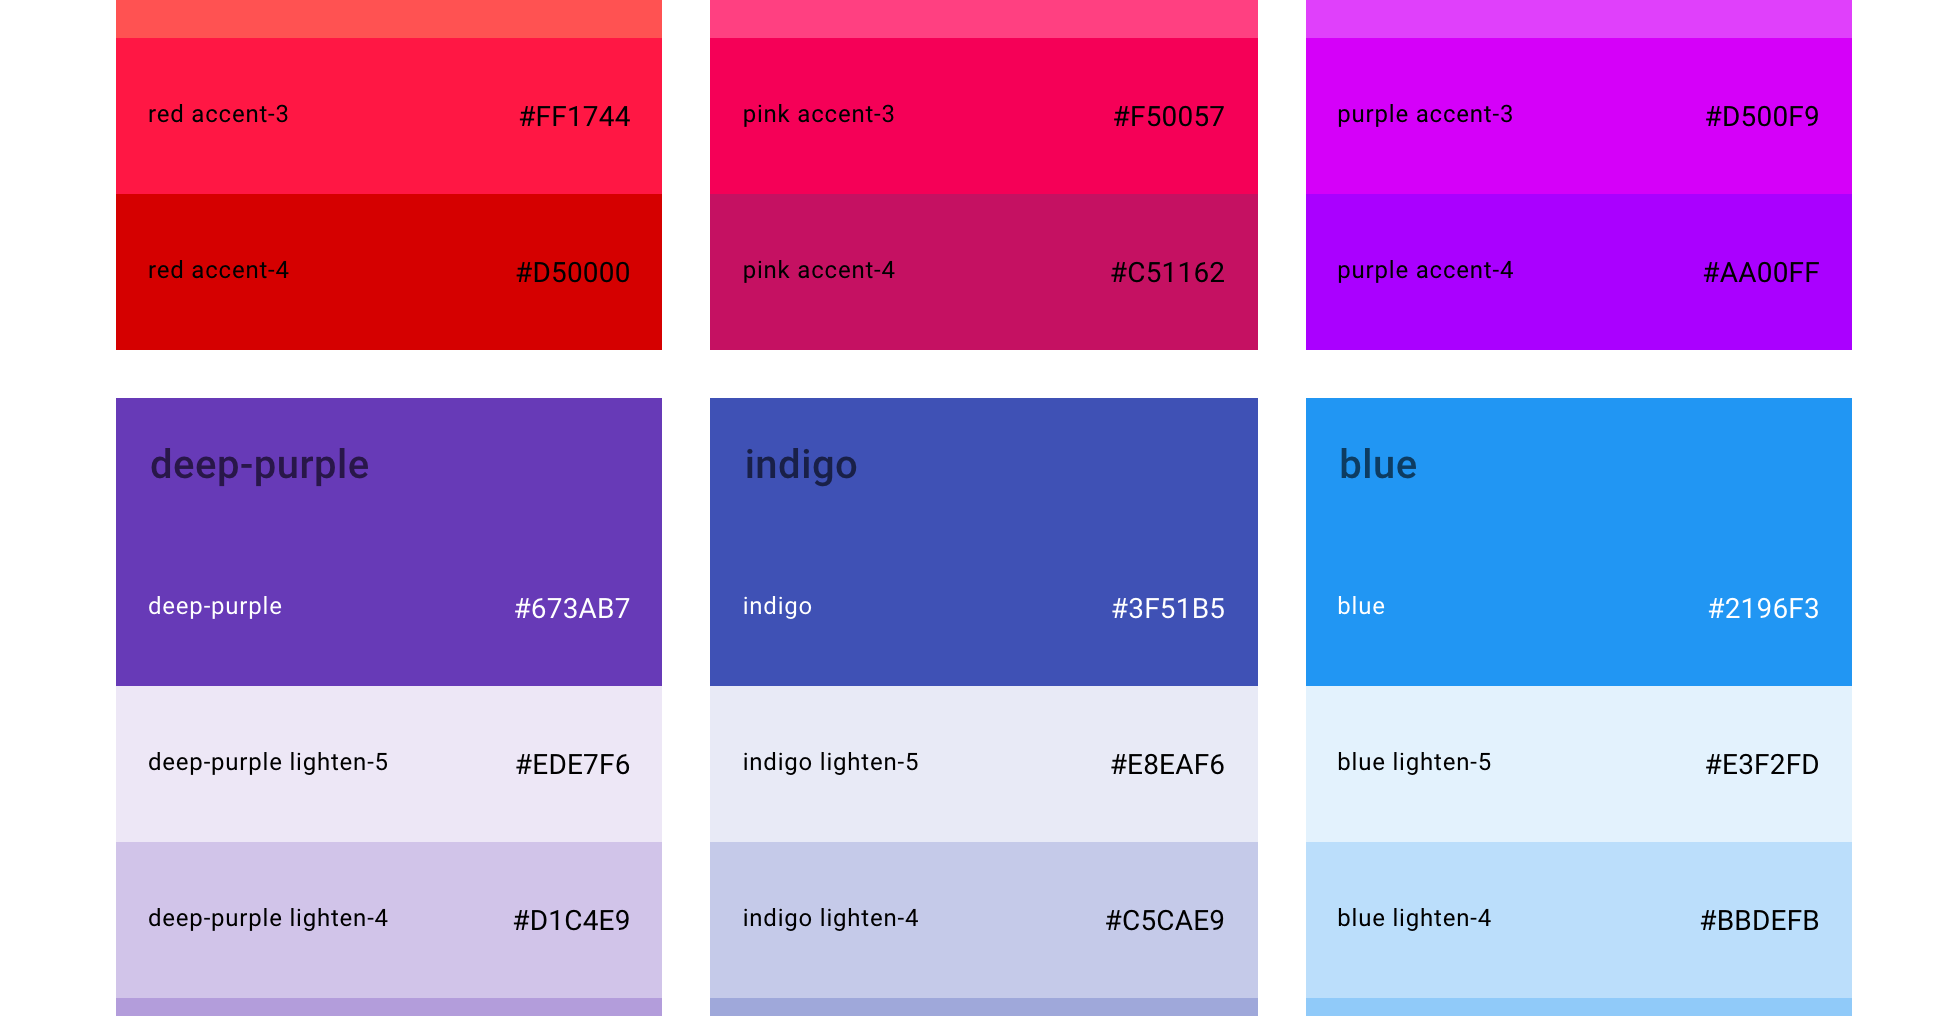 red accent-3 #FF1744
pink accent-3 #F50057
purple accent-3 #D500F9
red accent-4 #D50000
pink accent-4 #C51162
purple accent-4 #AA00FF
deep-purple
indigo
blue
deep-purple #673AB7
indigo #3F51B5
blue #2196F3
deep-purple lighten-5 #EDE7F6
indigo lighten-5 #E8EAF6
blue lighten-5 #E3F2FD
deep-purple lighten-4 #D1C4E9
indigo lighten-4 #C5CAE9
blue lighten-4 #BBDEFB